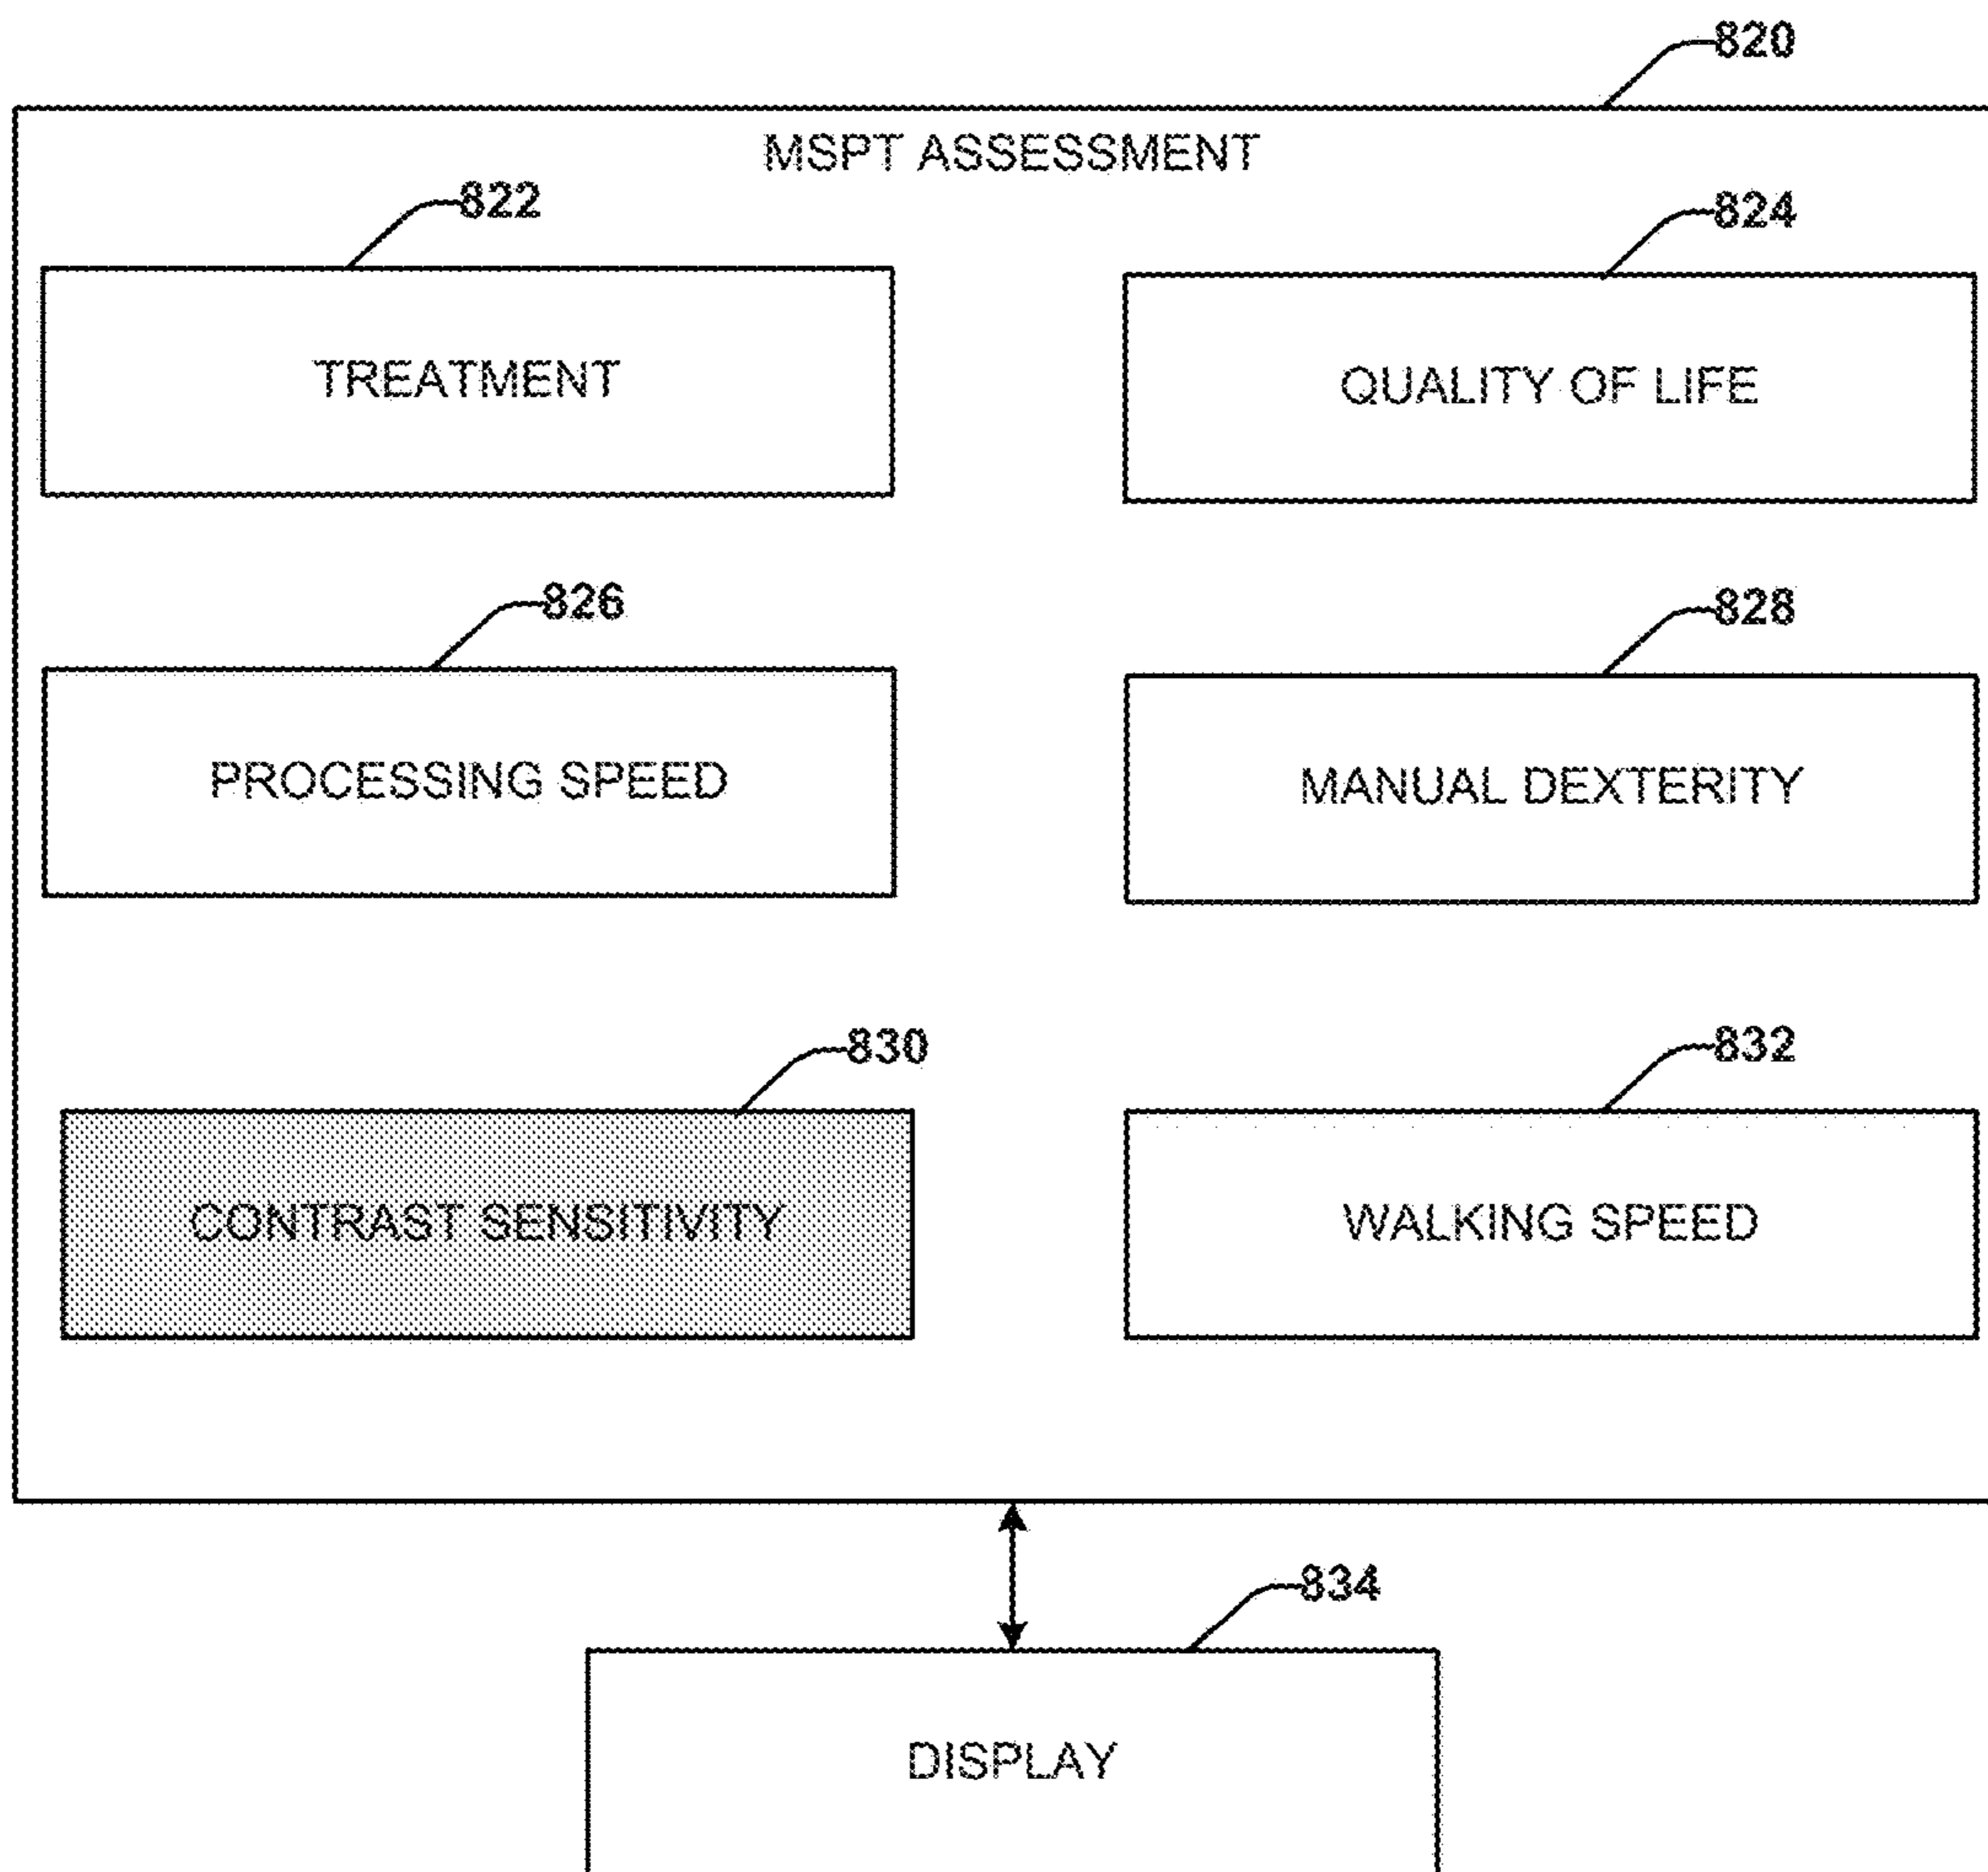 820
MSPT ASSESSMENT
822
824
TREATMENT
QUALITY OF LIFE
826
828
PROCESSING SPEED
MANUAL DEXTERITY
830
832
CONTRAST SENSITIVITY
WALKING SPEED
834
DISPLAY